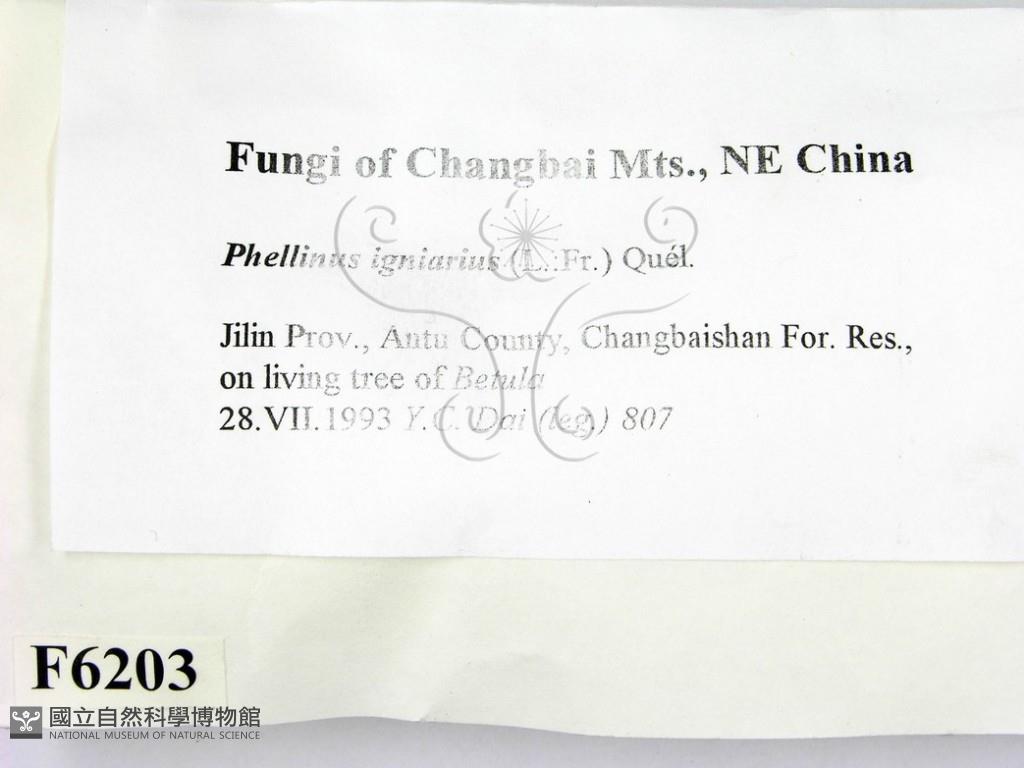 Fungi of Changbai Mts., NE China
Phellinus igniarius (L.:Fr.) Quél.
Jilin Prov., Antu County, Changbaishan For. Res.,
on living tree of Betula
28.VII.1993 Y.C. Dai (leg.) 807
F6203
國立自然科學博物館
NATIONAL MUSEUM OF NATURAL SCIENCE